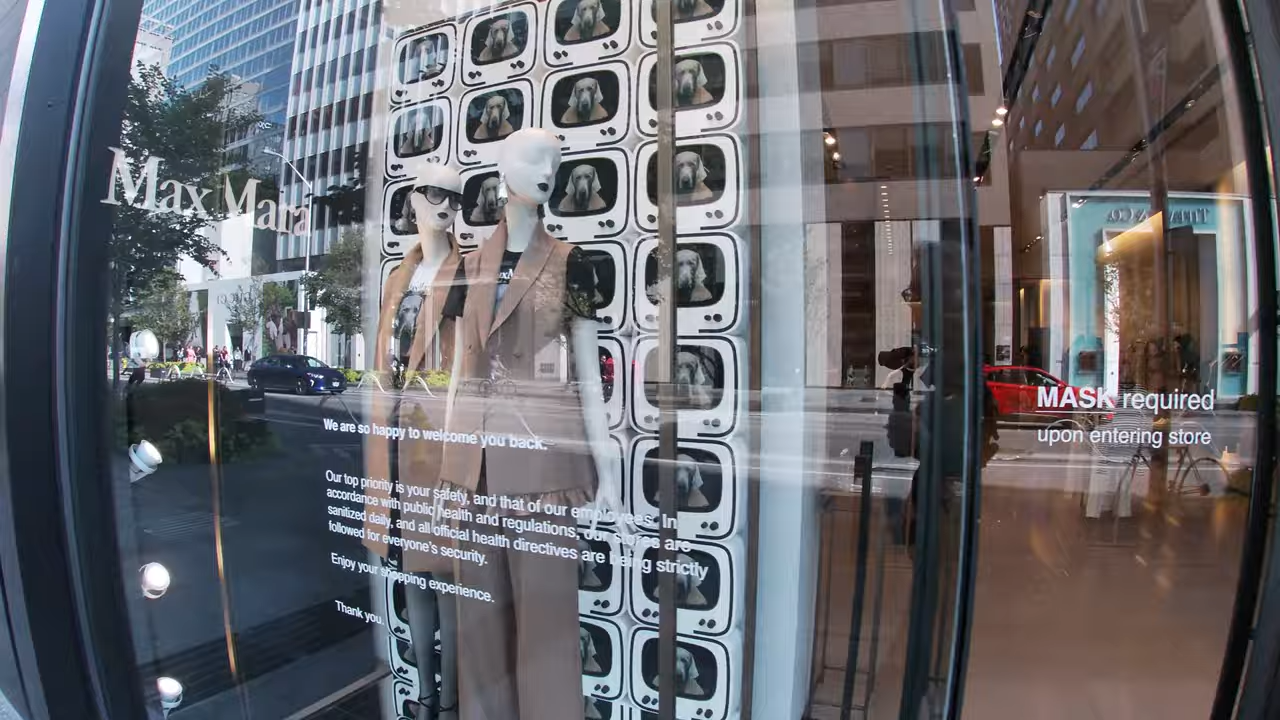 Max Mara
TIFFANY & CO.
MASK required
upon entering store
We are so happy to welcome you back.
Our top priority is your safety, and that of our employees. In
accordance with public health and regulations, our stores are
sanitized daily, and all official health directives are being strictly
followed for everyone's security.
Enjoy your shopping experience.
Thank you.